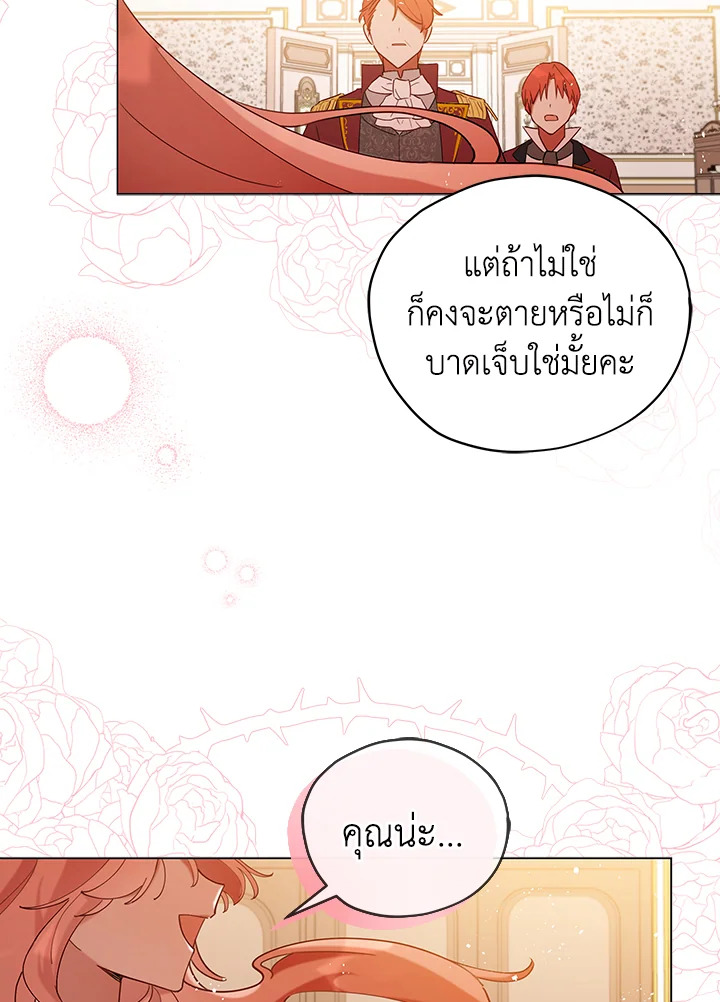 แต่ถ้าไม่ใช่
ก็คงจะตายหรือไม่ก็
บาดเจ็บใช่มั้ยคะ
คุณน่ะ...